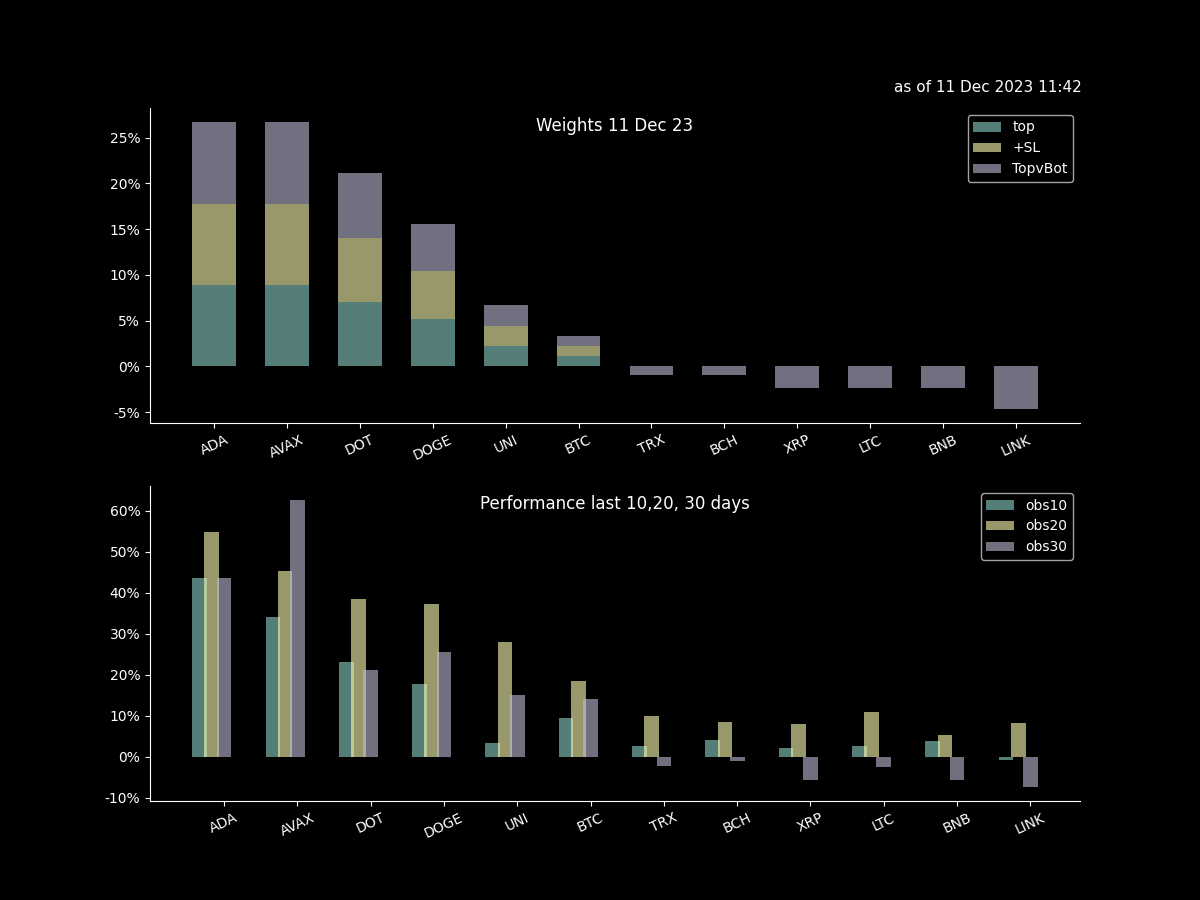 as of 11 Dec 2023 11:42
Weights 11 Dec 23
top
+SL
TopvBot
25%
20%
15%
10%
5%
0%
-5%
ADA AVAX DOT DOGE UNI BTC TRX BCH XRP LTC BNB LINK
Performance last 10,20, 30 days
obs10
obs20
obs30
60%
50%
40%
30%
20%
10%
0%
-10%
ADA AVAX DOT DOGE UNI BTC TRX BCH XRP LTC BNB LINK